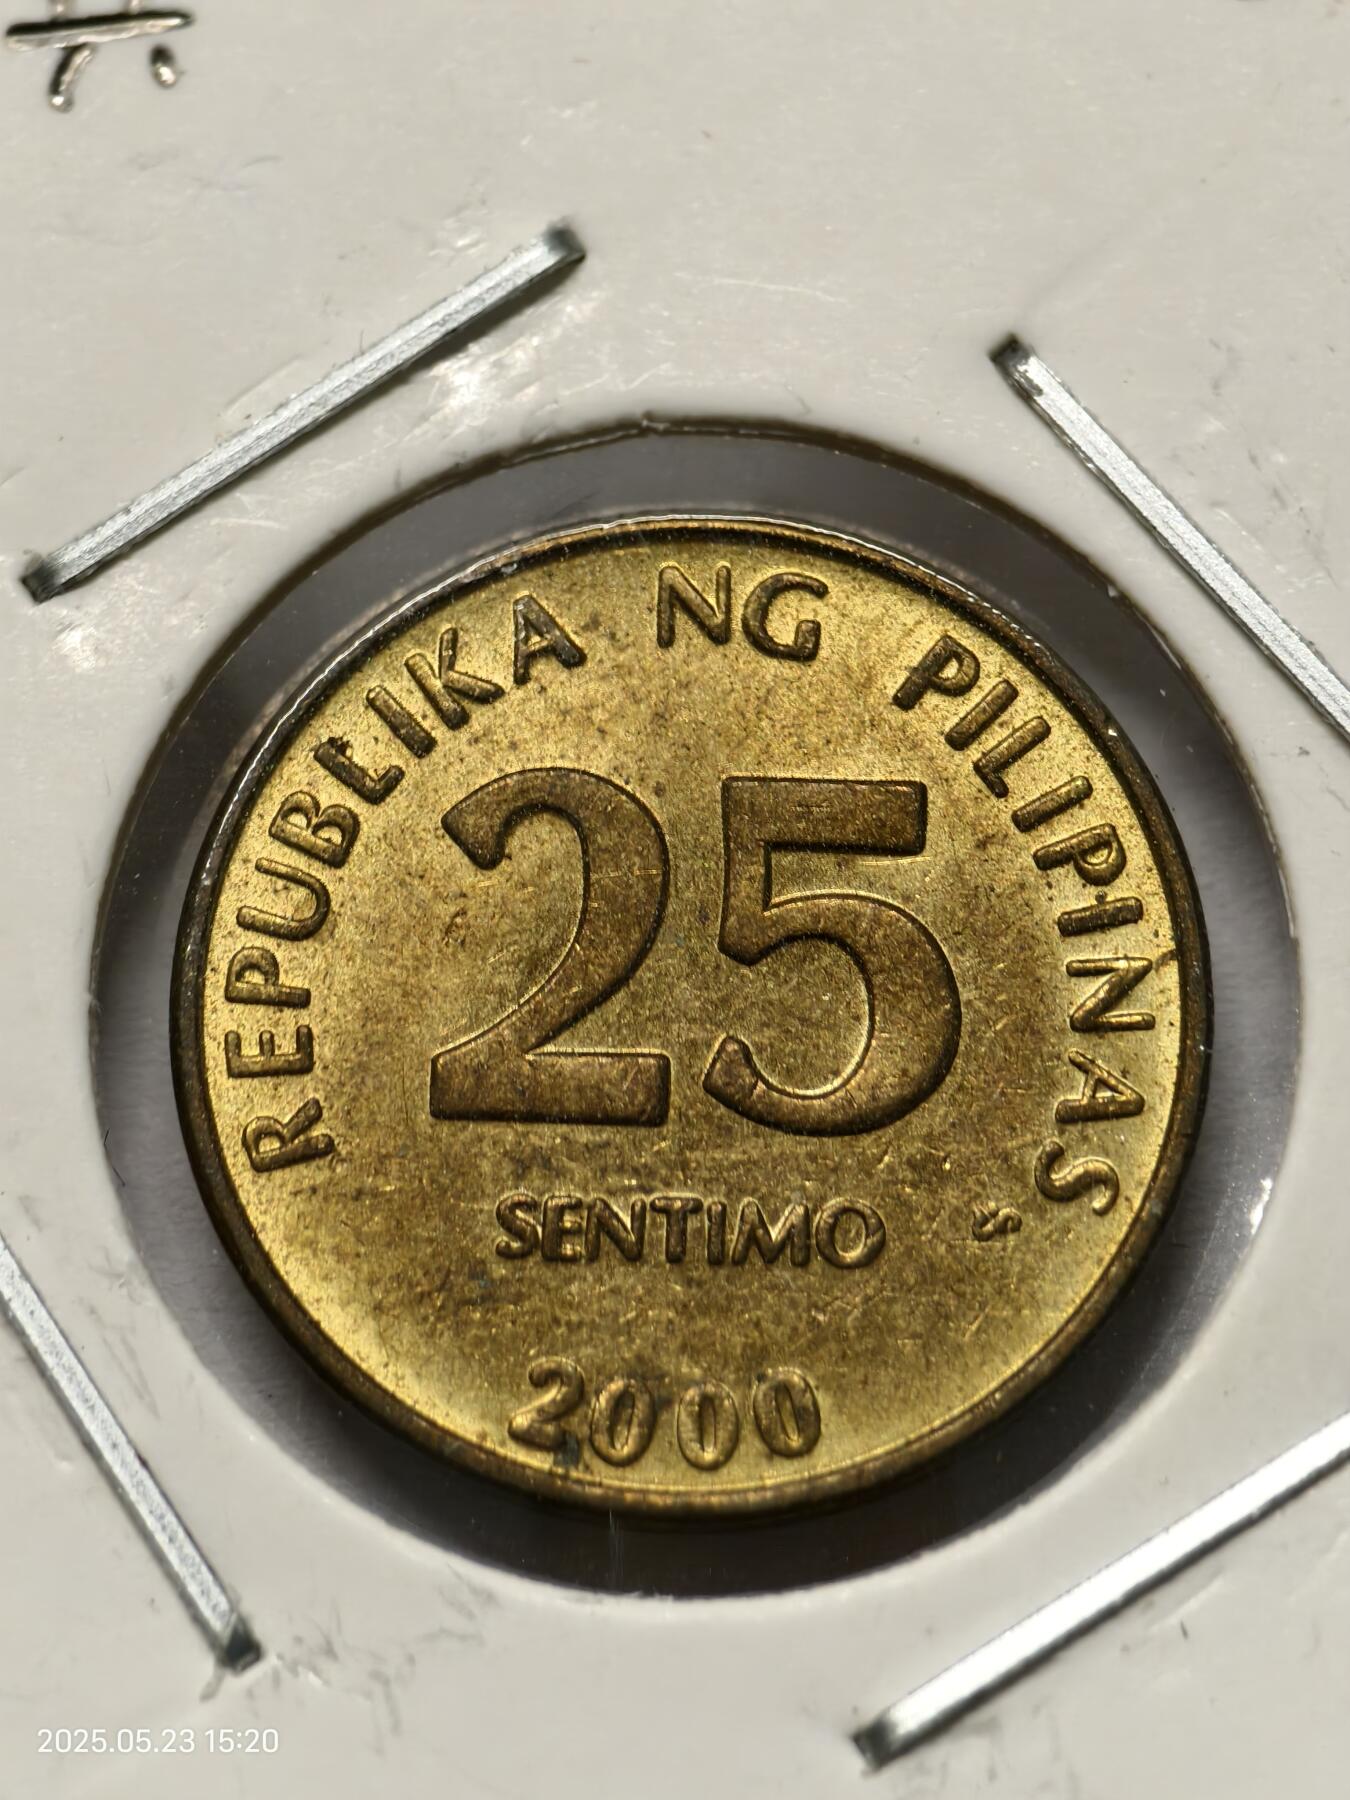 REPUBLIKA NG PILIPINAS
25
SENTIMO
S
2000
2025.05.23 15:20